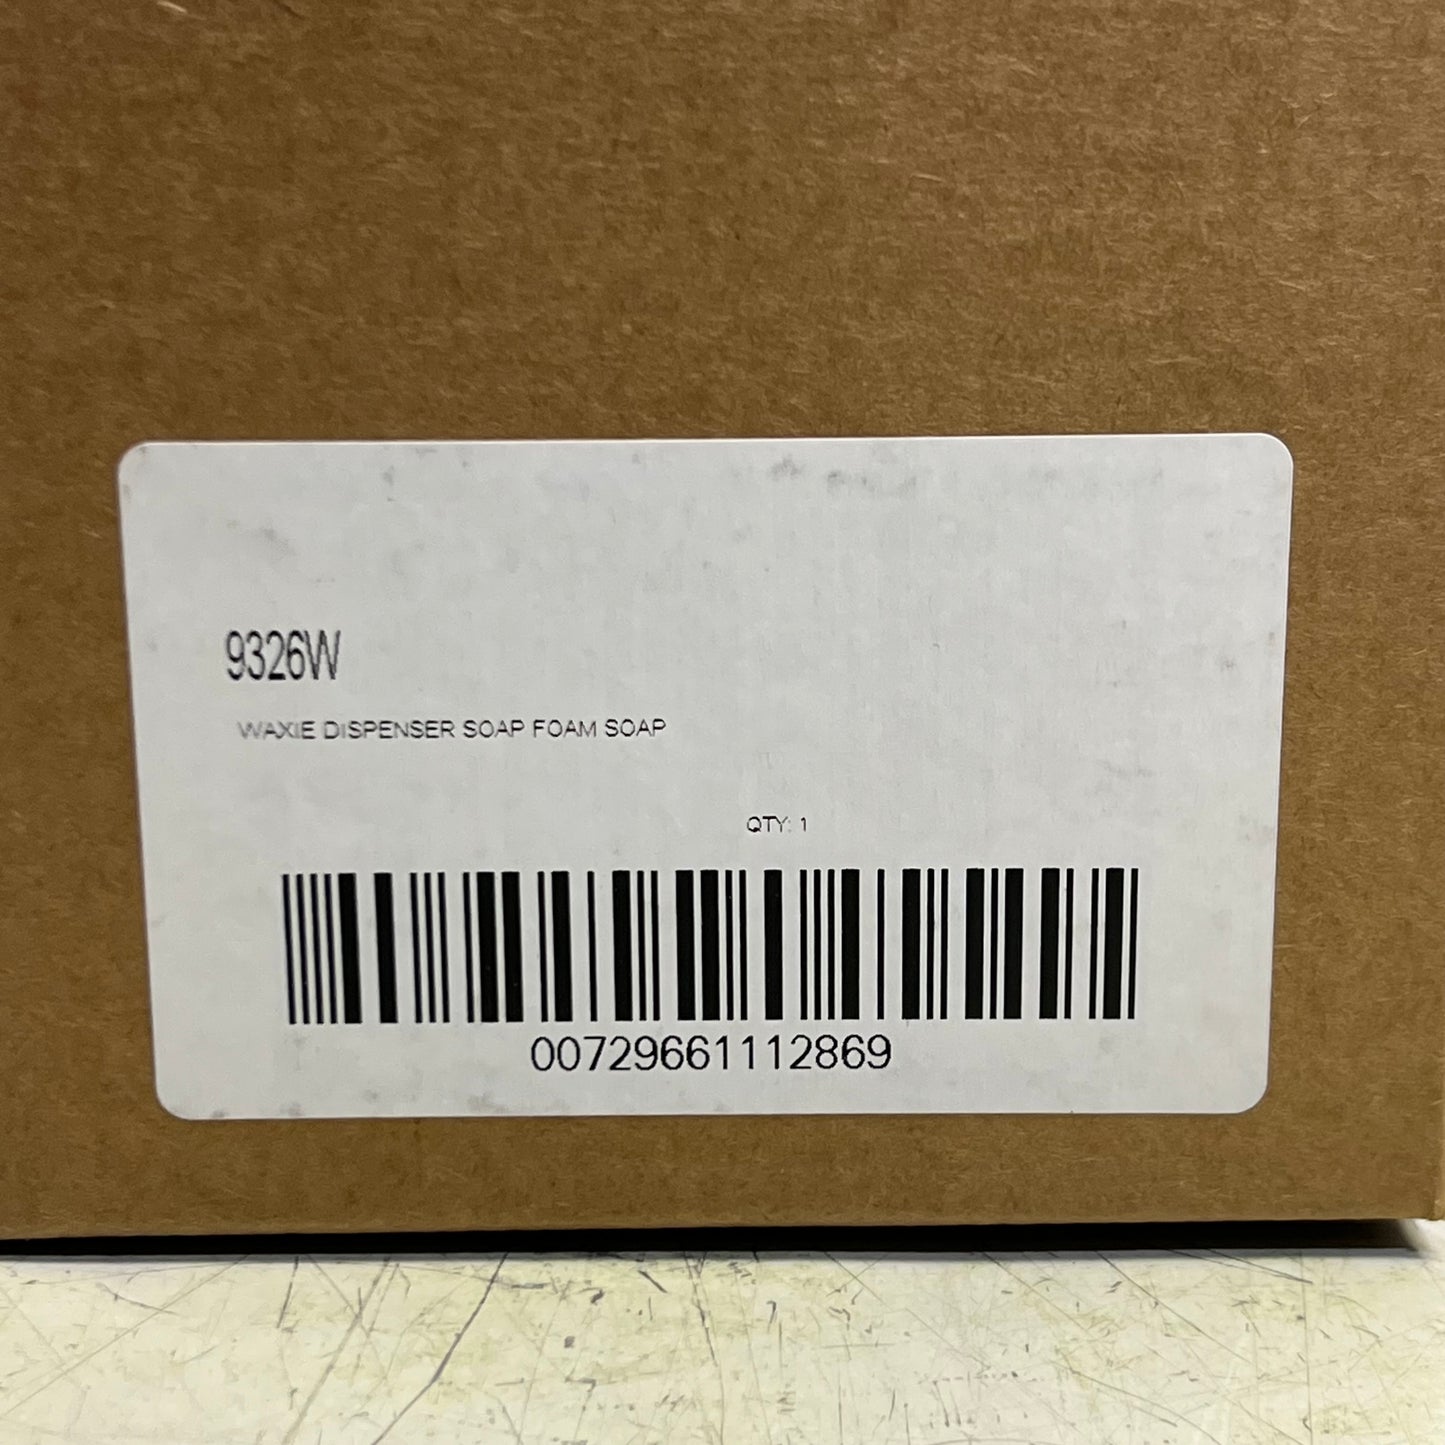 9326W
WAXIE DISPENSER SOAP FOAM SOAP
QTY: 1
00729661112869